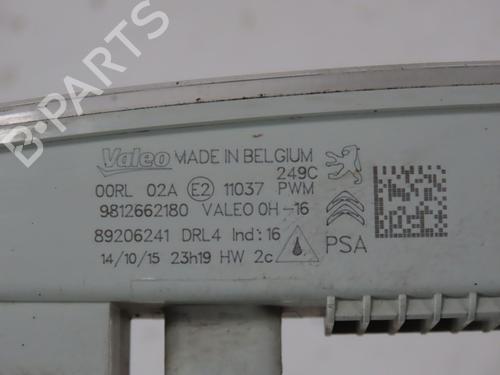 B-PARTS
Valeo MADE IN BELGIUM
249C
00RL 02A E2 11037 PWM
9812662180 VALEO 0H-16
89206241 DRL4 Ind: 16
PSA
14/10/15 23h19 HW 2c